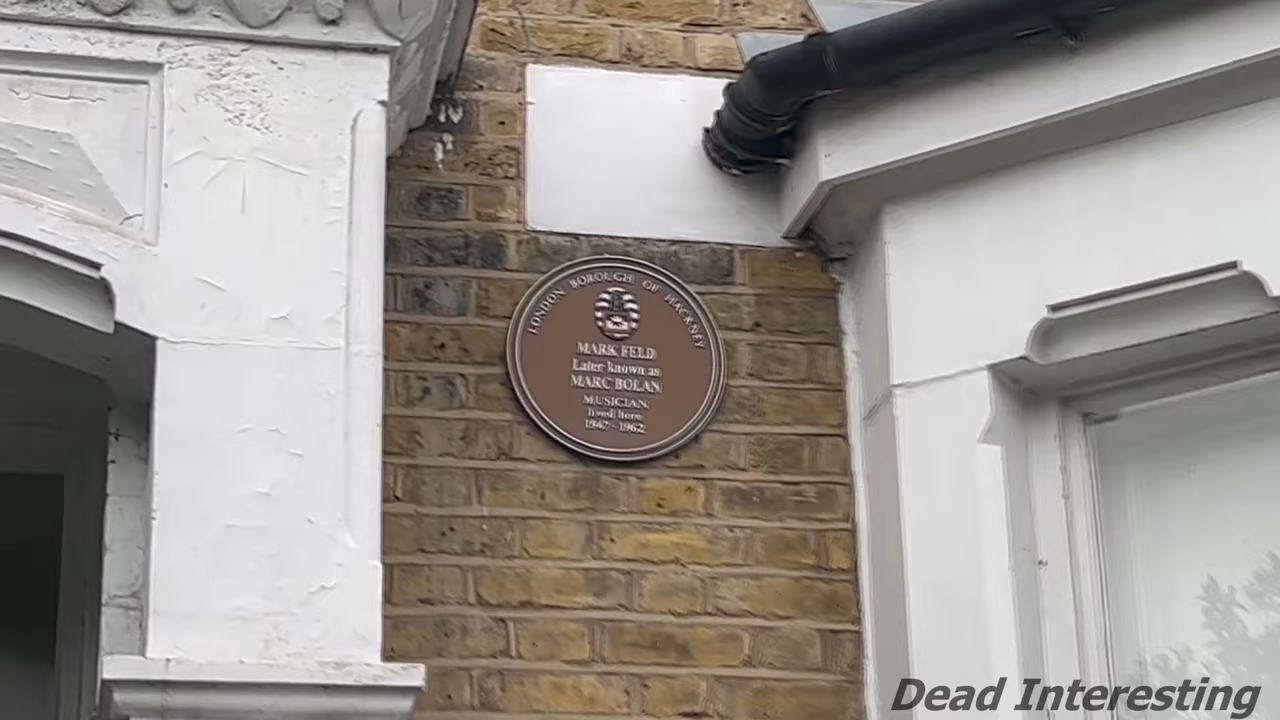 LONDON BOROUGH OF HACKNEY
MARK FELD
Later known as
MARC BOLAN
MUSICIAN
lived here
1947 - 1962
Dead Interesting